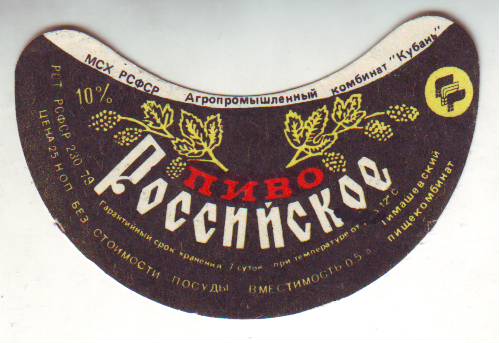 МСХ РСФСР Агропромышленный комбинат "Кубань"
10%
ПИВО
Российское
РСТ РСФСР 230-79
ЦЕНА 25 КОП БЕЗ СТОИМОСТИ ПОСУДЫ ВМЕСТИМОСТЬ 0,5 л.
Гарантийный срок хранения 7 суток при температуре от 12°С
Тимашевский
пищекомбинат